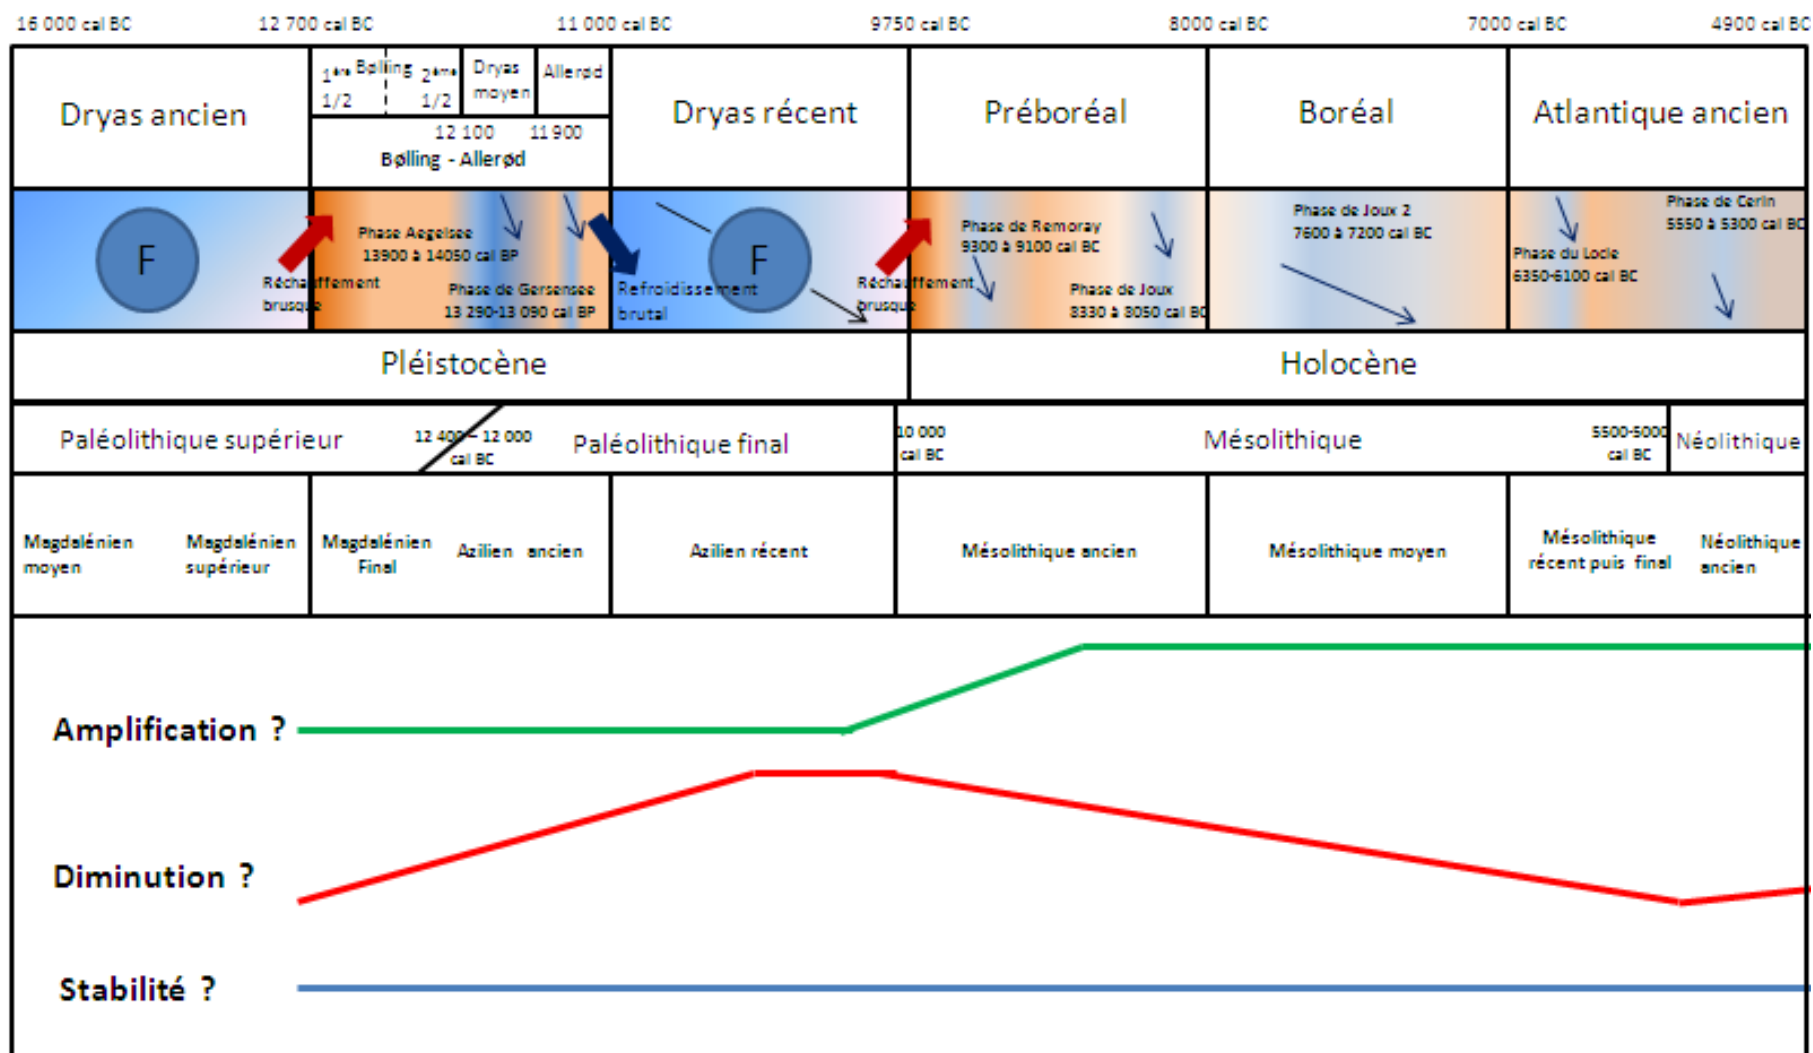 16 000 cal BC
12 700 cal BC
11 000 cal BC
9750 cal BC
8000 cal BC
7000 cal BC
4900 cal BC
Dryas ancien
1ère Bølling 2ème
1/2 1/2
Dryas
moyen
Allerød
12 100 11 900
Bølling - Allerød
Dryas récent
Préboréal
Boréal
Atlantique ancien
F
Réchauffement
brusque
Phase Aegelsee
13900 à 14050 cal BP
Phase de Gersensee
13 290-13 090 cal BP
Refroidissement
brutal
F
Réchauffement
brusque
Phase de Remoray
9300 à 9100 cal BC
Phase de Joux
8330 à 8050 cal BC
Phase de Joux 2
7600 à 7200 cal BC
Phase du Locle
6350-6100 cal BC
Phase de Cerin
5550 à 5300 cal BC
Pléistocène
Holocène
Paléolithique supérieur
12 400 – 12 000
cal BC
Paléolithique final
10 000
cal BC
Mésolithique
5500-5000
cal BC
Néolithique
Magdalénien
moyen
Magdalénien
supérieur
Magdalénien
Final
Azilien ancien
Azilien récent
Mésolithique ancien
Mésolithique moyen
Mésolithique
récent puis final
Néolithique
ancien
Amplification ?
Diminution ?
Stabilité ?